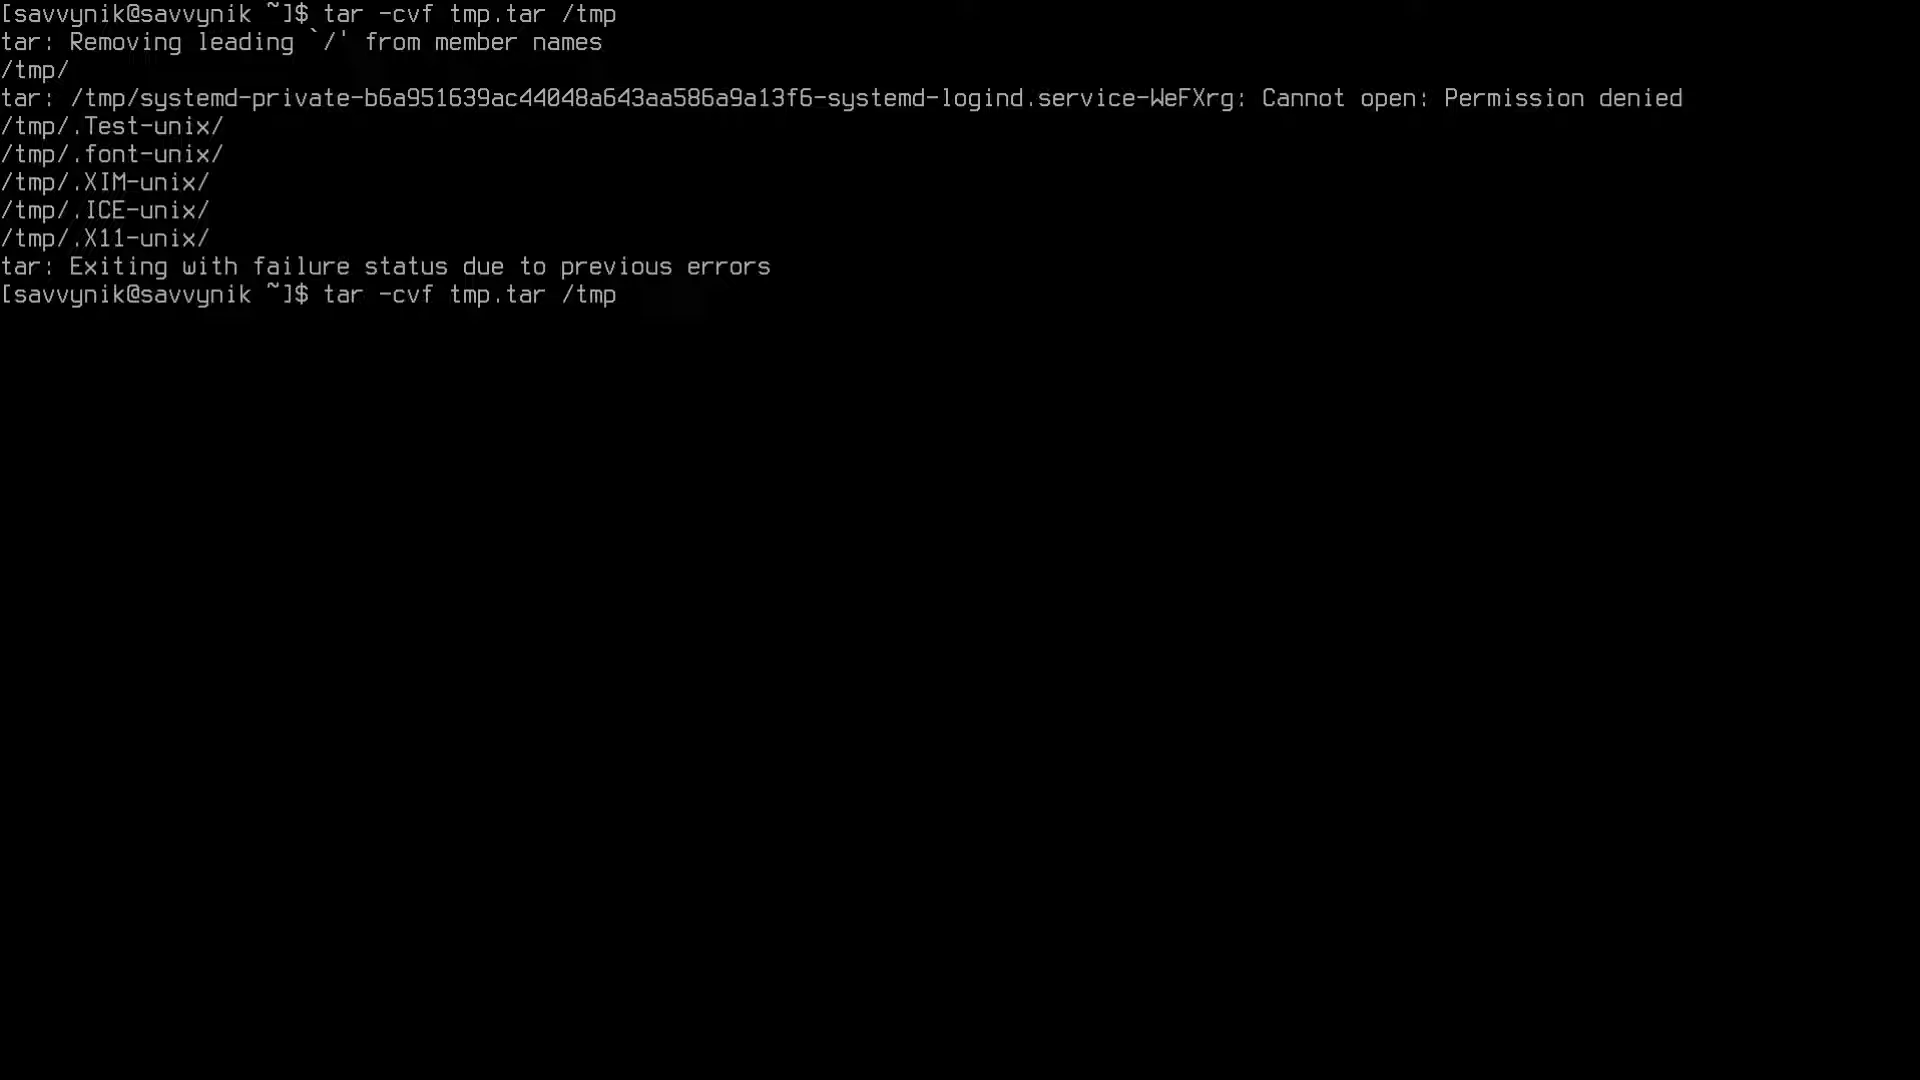 [savvynik@savvynik ~]$ tar -cvf tmp.tar /tmp
tar: Removing leading `/' from member names
/tmp/
tar: /tmp/systemd-private-b6a951639ac44048a643aa586a9a13f6-systemd-logind.service-WeFXrg: Cannot open: Permission denied
/tmp/.Test-unix/
/tmp/.font-unix/
/tmp/.XIM-unix/
/tmp/.ICE-unix/
/tmp/.X11-unix/
tar: Exiting with failure status due to previous errors
[savvynik@savvynik ~]$ tar -cvf tmp.tar /tmp